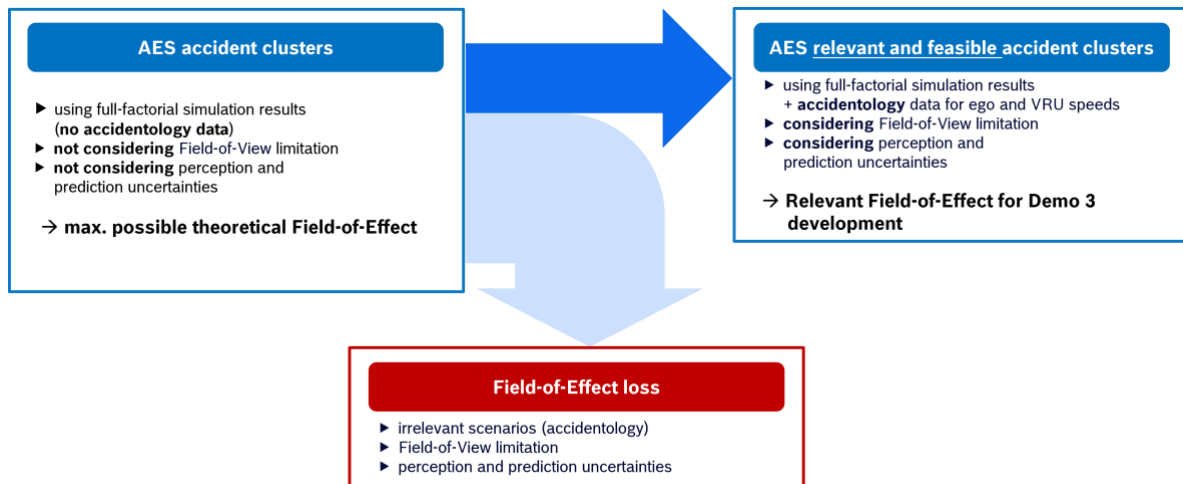 AES accident clusters
▶ using full-factorial simulation results
(no accidentology data)
▶ not considering Field-of-View limitation
▶ not considering perception and
prediction uncertainties
→ max. possible theoretical Field-of-Effect
AES relevant and feasible accident clusters
▶ using full-factorial simulation results
+ accidentology data for ego and VRU speeds
▶ considering Field-of-View limitation
▶ considering perception and
prediction uncertainties
→ Relevant Field-of-Effect for Demo 3
development
Field-of-Effect loss
▶ irrelevant scenarios (accidentology)
▶ Field-of-View limitation
▶ perception and prediction uncertainties